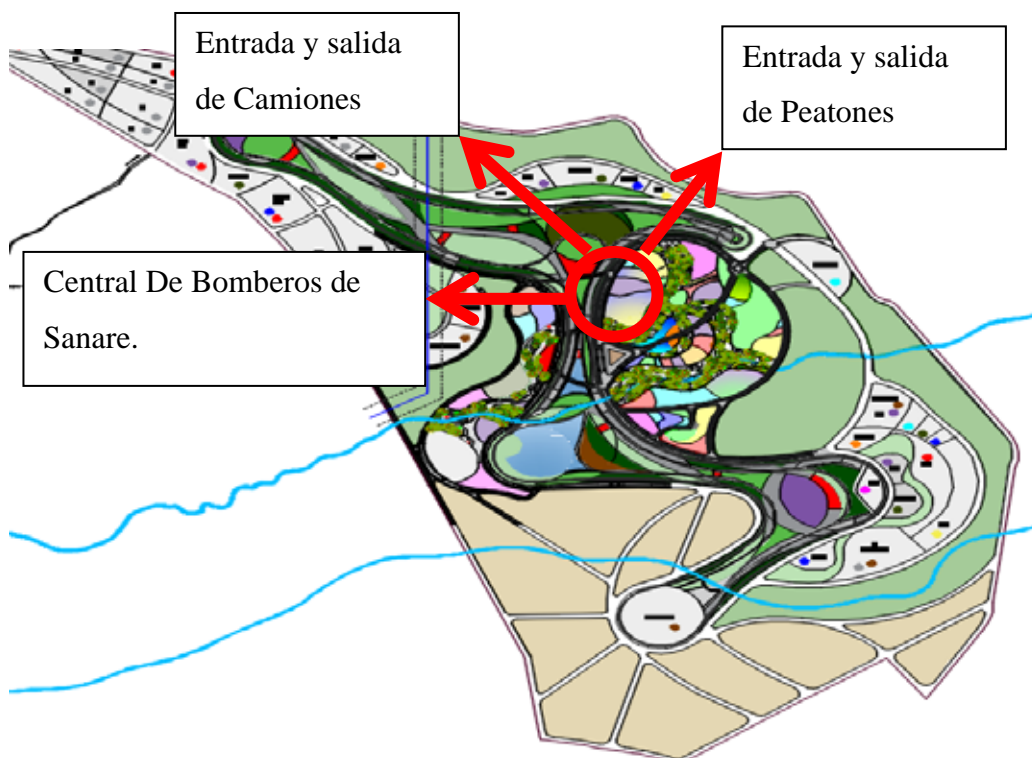 Entrada y salida
de Camiones
Entrada y salida
de Peatones
Central De Bomberos de
Sanare.